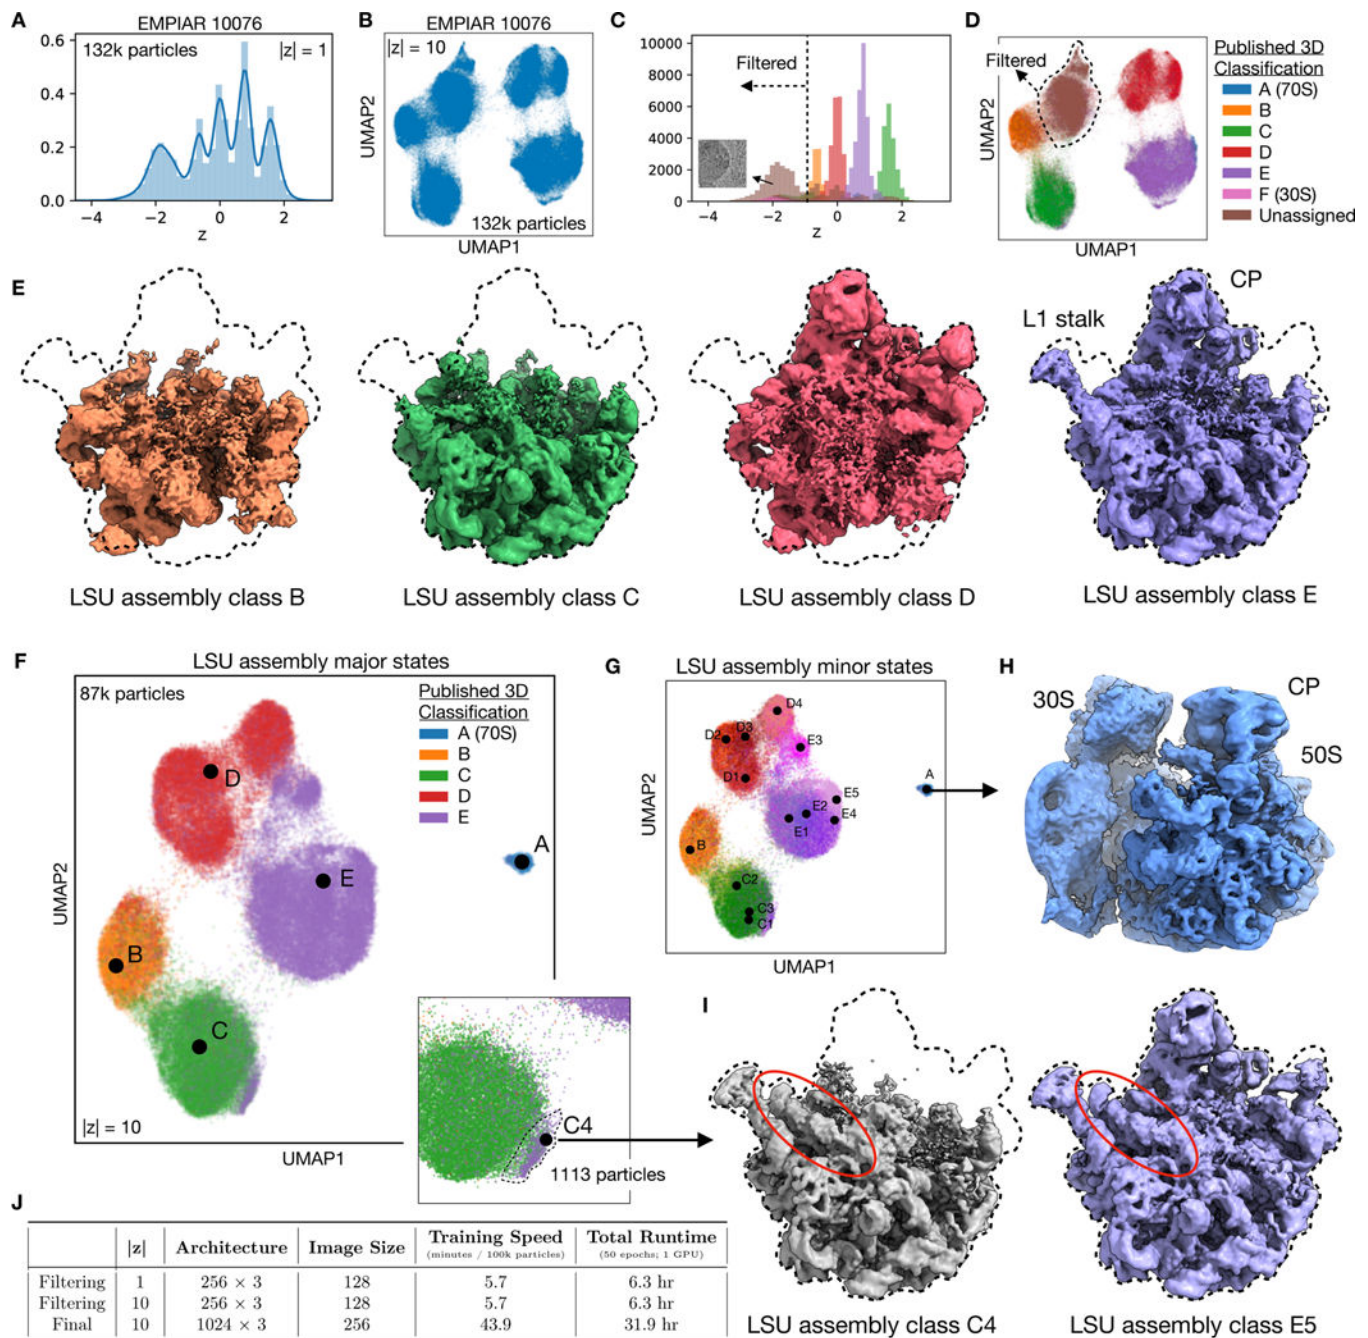 A
EMPIAR 10076
132k particles
|z| = 1
0.6
0.4
0.2
0.0
−4
−2
0
2
z
B
EMPIAR 10076
|z| = 10
132k particles
UMAP2
UMAP1
C
10000
8000
6000
4000
2000
0
Filtered
−4
−2
0
2
z
D
Filtered
UMAP2
UMAP1
Published 3D
Classification
A (70S)
B
C
D
E
F (30S)
Unassigned
E
L1 stalk
CP
LSU assembly class B
LSU assembly class C
LSU assembly class D
LSU assembly class E
F
LSU assembly major states
87k particles
Published 3D
Classification
A (70S)
B
C
D
E
D
A
E
B
C
|z| = 10
UMAP2
UMAP1
C4
1113 particles
G
LSU assembly minor states
D4
D2
D3
E3
D1
A
E5
E2
E4
E1
B
C2
C3
C1
UMAP2
UMAP1
H
30S
CP
50S
I
LSU assembly class C4
LSU assembly class E5
J
|z| Architecture Image Size Training Speed Total Runtime
(minutes / 100k particles) (50 epochs; 1 GPU)
Filtering 1 256 × 3 128 5.7 6.3 hr
Filtering 10 256 × 3 128 5.7 6.3 hr
Final 10 1024 × 3 256 43.9 31.9 hr